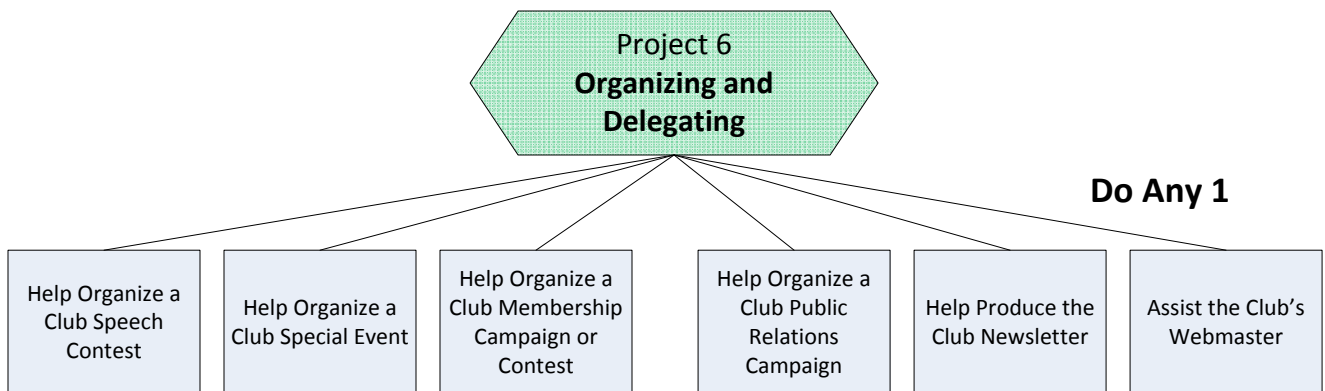 Project 6
Organizing and
Delegating
Do Any 1
Help Organize a
Club Speech
Contest
Help Organize a
Club Special Event
Help Organize a
Club Membership
Campaign or
Contest
Help Organize a
Club Public
Relations
Campaign
Help Produce the
Club Newsletter
Assist the Club's
Webmaster